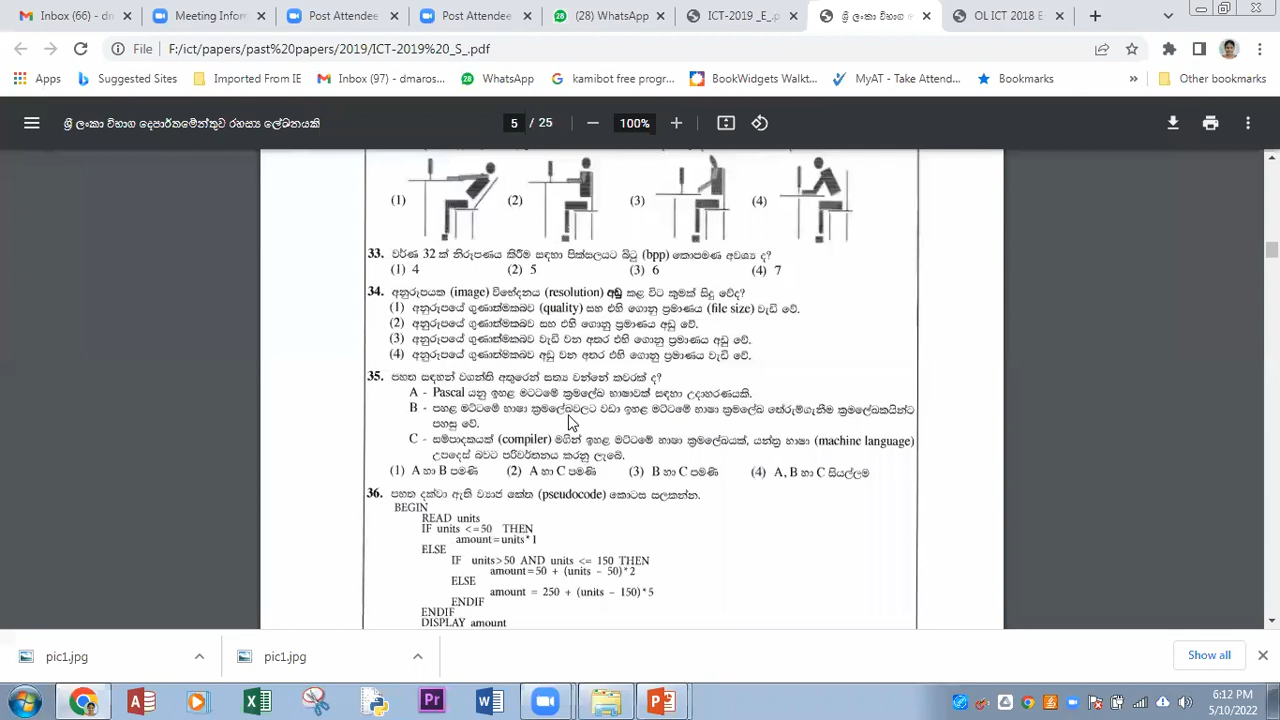 Inbox (66) - dm
Meeting Infor
Post Attendee
Post Attendee
28
(28) WhatsApp
ICT-2019 _E_.p
ශ්‍රී ලංකා විභාග
OL ICT 2018 E
File
F:/ict/papers/past%20papers/2019/ICT-2019%20_S_.pdf
Apps
Suggested Sites
Imported From IE
Inbox (97) - dmaros...
28
WhatsApp
kamibot free progr...
BookWidgets Walkt...
MyAT - Take Attend...
Bookmarks
»
Other bookmarks
ශ්‍රී ලංකා විභාග දෙපාර්තමේන්තුව රහස්‍ය ලේඛනයකි
5 / 25
100%
(1) (2) (3) (4)
33. වර්ණ 32 ක් නිරූපණය කිරීම සඳහා පික්සලයට බිටු (bpp) කොපමණ අවශ්‍ය ද?
(1) 4 (2) 5 (3) 6 (4) 7
34. අනුරූපයක (image) විභේදනය (resolution) අඩු කළ විට කුමක් සිදු වේද?
(1) අනුරූපයේ ගුණාත්මකබව (quality) සහ එහි ගොනු ප්‍රමාණය (file size) වැඩි වේ.
(2) අනුරූපයේ ගුණාත්මකබව සහ එහි ගොනු ප්‍රමාණය අඩු වේ.
(3) අනුරූපයේ ගුණාත්මකබව වැඩි වන අතර එහි ගොනු ප්‍රමාණය අඩු වේ.
(4) අනුරූපයේ ගුණාත්මකබව අඩු වන අතර එහි ගොනු ප්‍රමාණය වැඩි වේ.
35. පහත සඳහන් වගන්ති අතුරෙන් සත්‍ය වන්නේ කවරක් ද?
A - Pascal යනු ඉහළ මට්ටමේ ක්‍රමලේඛ භාෂාවක් සඳහා උදාහරණයකි.
B - පහළ මට්ටමේ භාෂා ක්‍රමලේඛවලට වඩා ඉහළ මට්ටමේ භාෂා ක්‍රමලේඛ තේරුම්ගැනීම ක්‍රමලේඛකයින්ට
පහසු වේ.
C - සම්පාදකයක් (compiler) මගින් ඉහළ මට්ටමේ භාෂා ක්‍රමලේඛයක්, යන්ත්‍ර භාෂා (machine language)
උපදෙස් බවට පරිවර්තනය කරනු ලැබේ.
(1) A හා B පමණි (2) A හා C පමණි (3) B හා C පමණි (4) A, B හා C සියල්ලම
36. පහත දක්වා ඇති ව්‍යාජ කේත (pseudocode) කොටස සලකන්න.
BEGIN
READ units
IF units <=50 THEN
amount=units*1
ELSE
IF units>50 AND units <= 150 THEN
amount=50 + (units – 50)*2
ELSE
amount = 250 + (units – 150)*5
ENDIF
ENDIF
DISPLAY amount
pic1.jpg
pic1.jpg
Show all
Pr
6:12 PM
5/10/2022